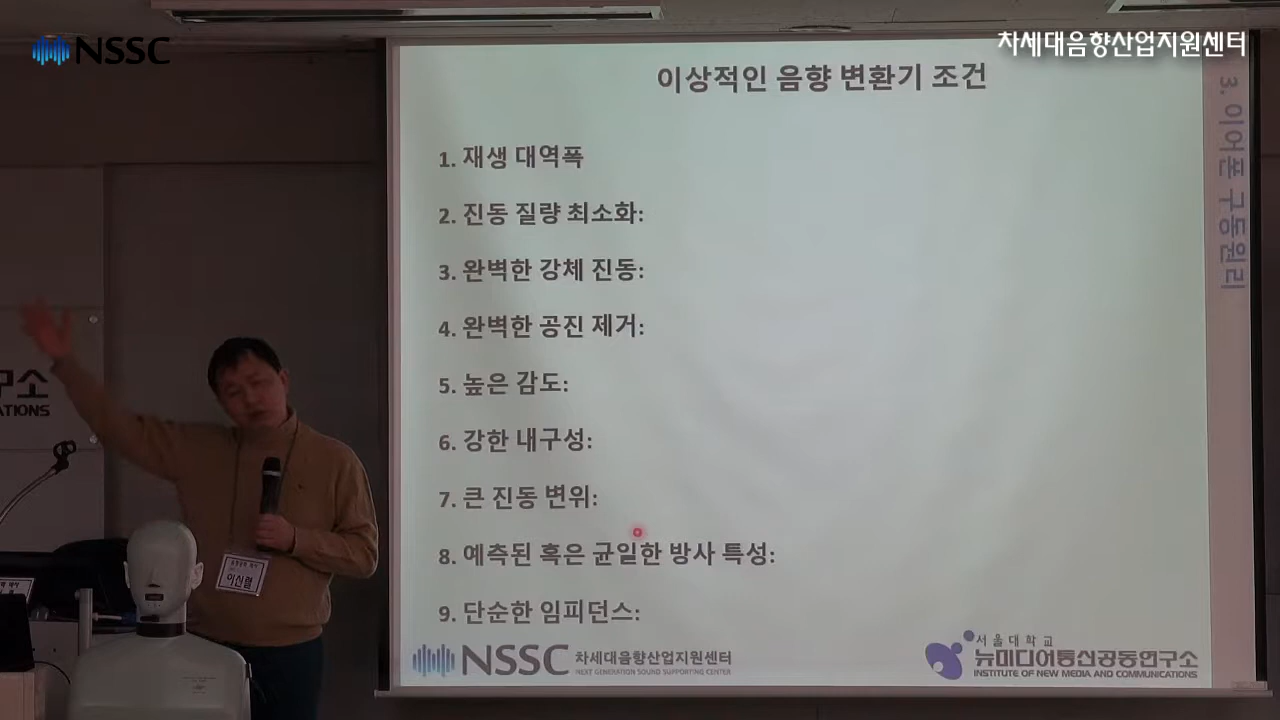 NSSC
차세대음향산업지원센터
이상적인 음향 변환기 조건
3. 이어폰 구동원리
1. 재생 대역폭
2. 진동 질량 최소화:
3. 완벽한 강체 진동:
4. 완벽한 공진 제거:
5. 높은 감도:
6. 강한 내구성:
7. 큰 진동 변위:
8. 예측된 혹은 균일한 방사 특성:
9. 단순한 임피던스:
구소
ATIONS
이신렬
NSSC 차세대음향산업지원센터
NEXT GENERATION SOUND SUPPORTING CENTER
서울대학교
뉴미디어통신공동연구소
INSTITUTE OF NEW MEDIA AND COMMUNICATIONS